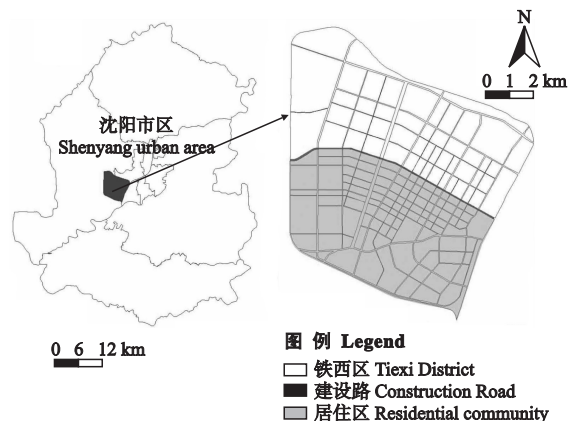 沈阳市区
Shenyang urban area
N
0 1 2 km
0 6 12 km
图 例 Legend
铁西区 Tiexi District
建设路 Construction Road
居住区 Residential community